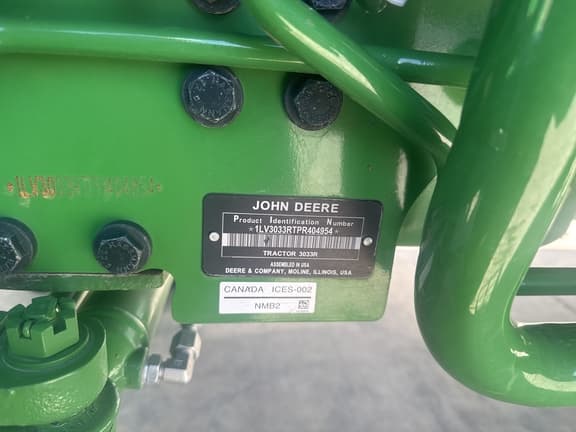 JOHN DEERE
Product Identification Number
*1LV3033RTPR404954*
TRACTOR 3033R
ASSEMBLED IN USA
DEERE & COMPANY, MOLINE, ILLINOIS, USA
CANADA ICES-002
NMB2